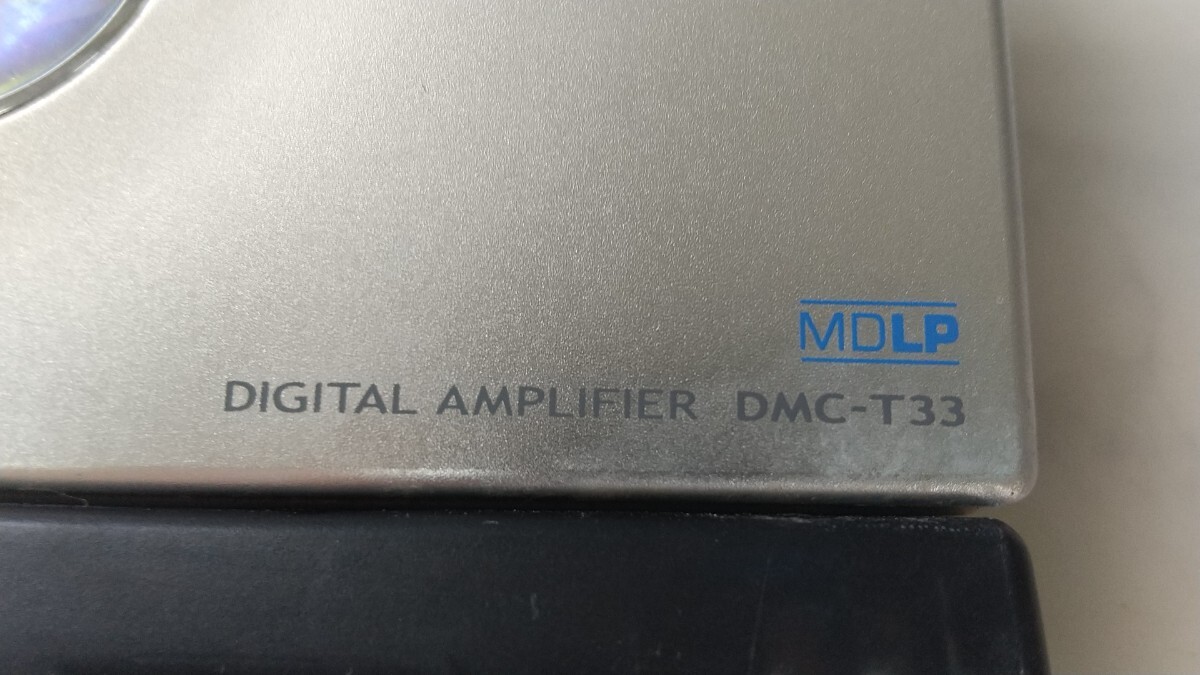 MDLP
DIGITAL AMPLIFIER DMC-T33